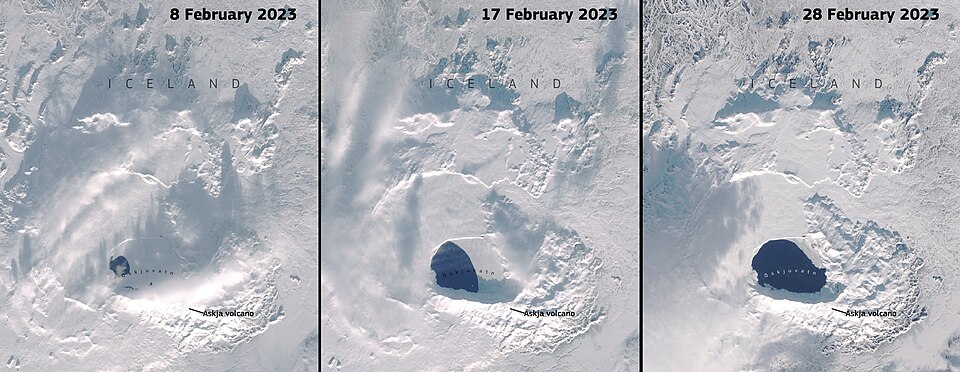 8 February 2023
ICELAND
Öskjuvatn
Askja volcano
17 February 2023
ICELAND
Öskjuvatn
Askja volcano
28 February 2023
ICELAND
Öskjuvatn
Askja volcano